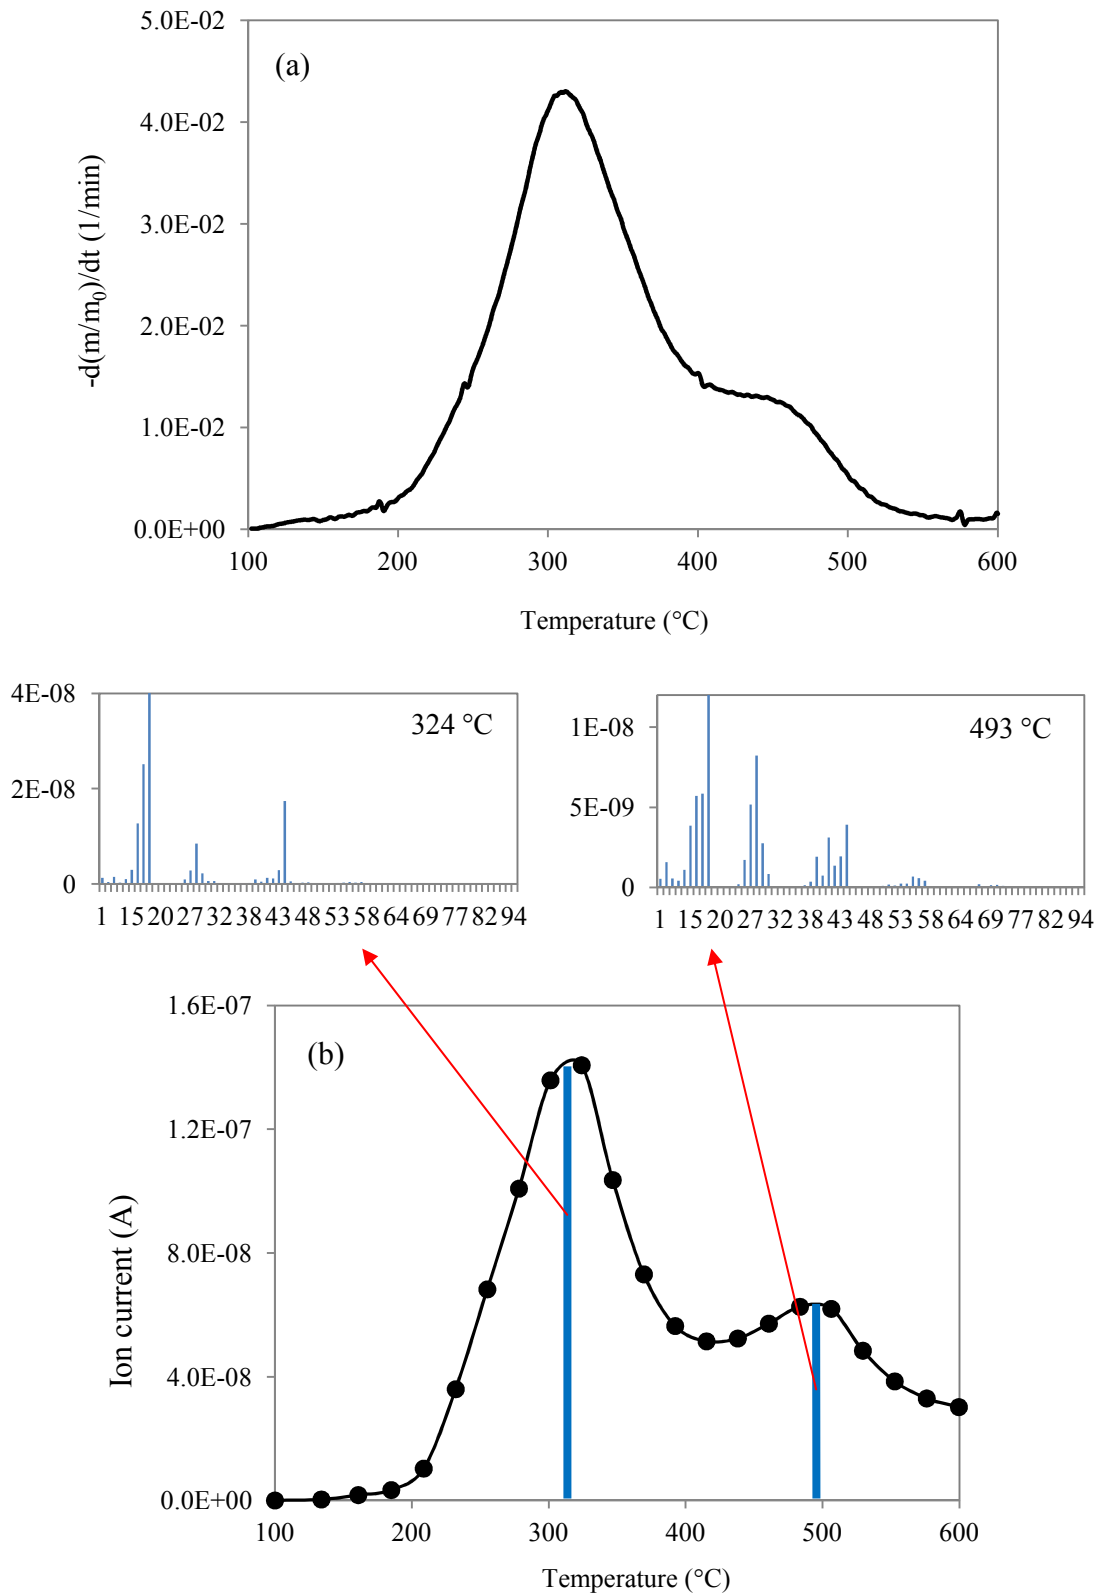 5.0E-02
(a)
4.0E-02
3.0E-02
2.0E-02
1.0E-02
0.0E+00
-d(m/m₀)/dt (1/min)
100 200 300 400 500 600
Temperature (°C)
4E-08
2E-08
0
324 °C
1 15 20 27 32 38 43 48 53 58 64 69 77 82 94
1E-08
5E-09
0
493 °C
1 15 20 27 32 38 43 48 53 58 64 69 77 82 94
1.6E-07
(b)
1.2E-07
8.0E-08
4.0E-08
0.0E+00
Ion current (A)
100 200 300 400 500 600
Temperature (°C)